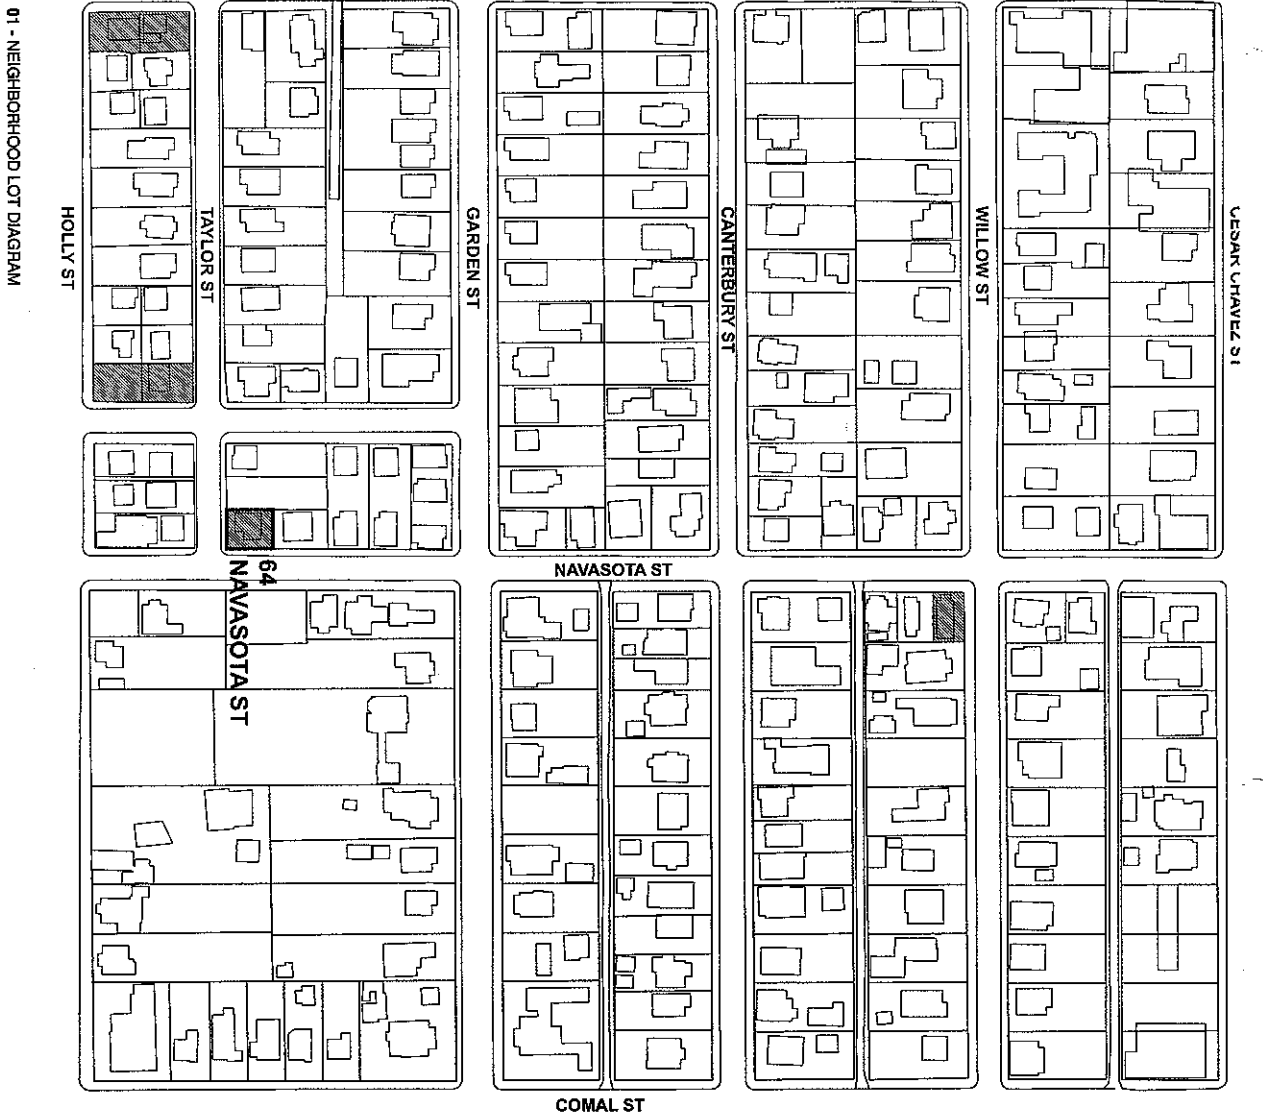 01 - NEIGHBORHOOD LOT DIAGRAM
HOLLY ST
TAYLOR ST
GARDEN ST
CANTERBURY ST
WILLOW ST
CESAR CHAVEZ ST
NAVASOTA ST
64
NAVASOTA ST
COMAL ST